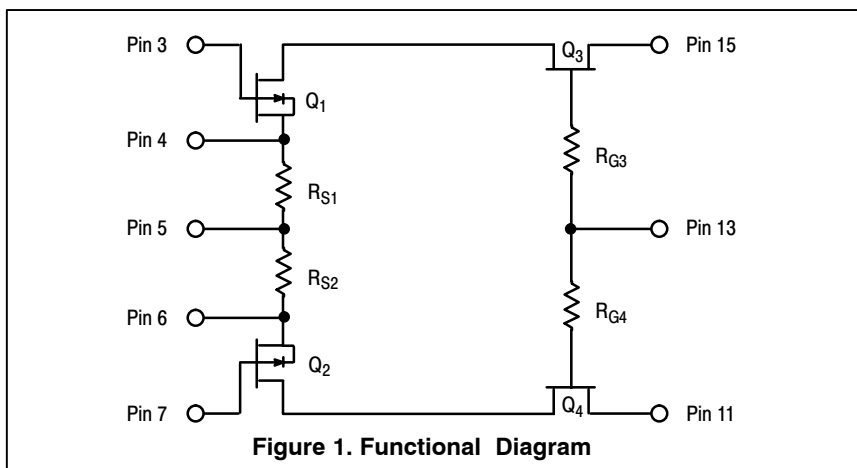 Pin 3
Q3
Pin 15
Q1
Pin 4
RG3
RS1
Pin 5
Pin 13
RS2
Pin 6
RG4
Q2
Pin 7
Q4
Pin 11
Figure 1. Functional Diagram